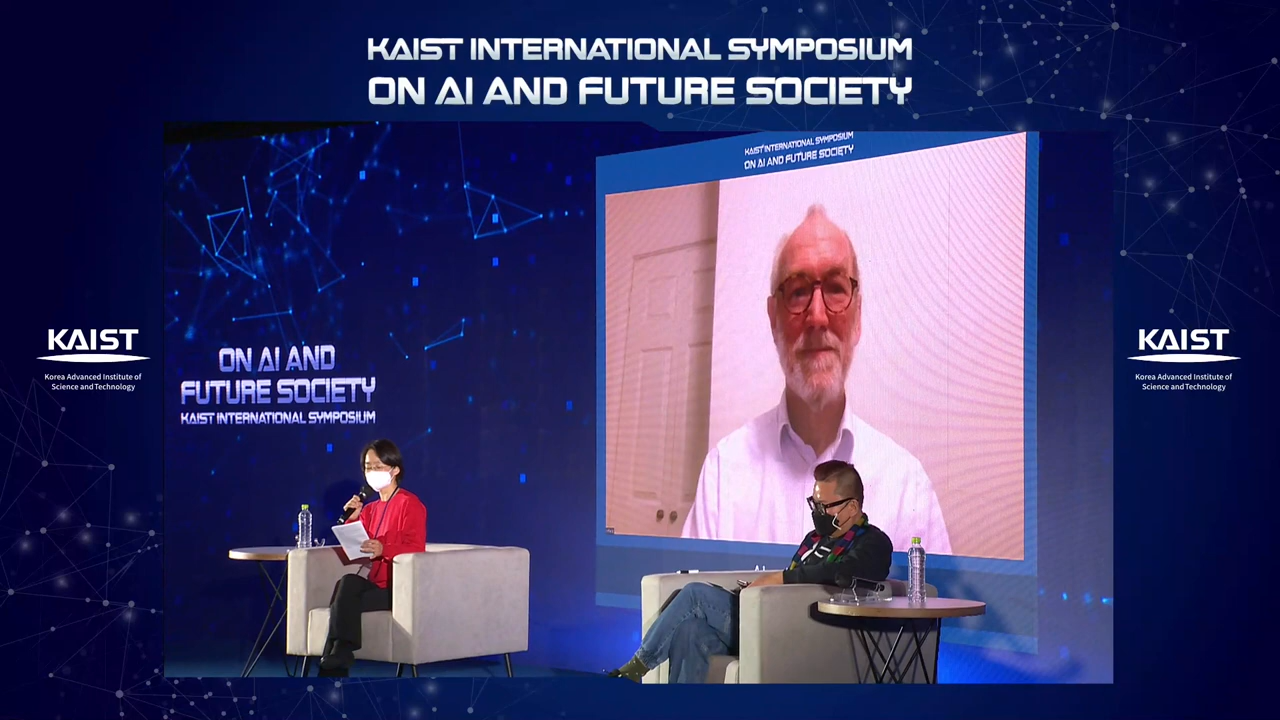 KAIST INTERNATIONAL SYMPOSIUM
ON AI AND FUTURE SOCIETY
KAIST INTERNATIONAL SYMPOSIUM
ON AI AND FUTURE SOCIETY
KAIST
Korea Advanced Institute of
Science and Technology
ON AI AND
FUTURE SOCIETY
KAIST INTERNATIONAL SYMPOSIUM
KAIST
Korea Advanced Institute of
Science and Technology